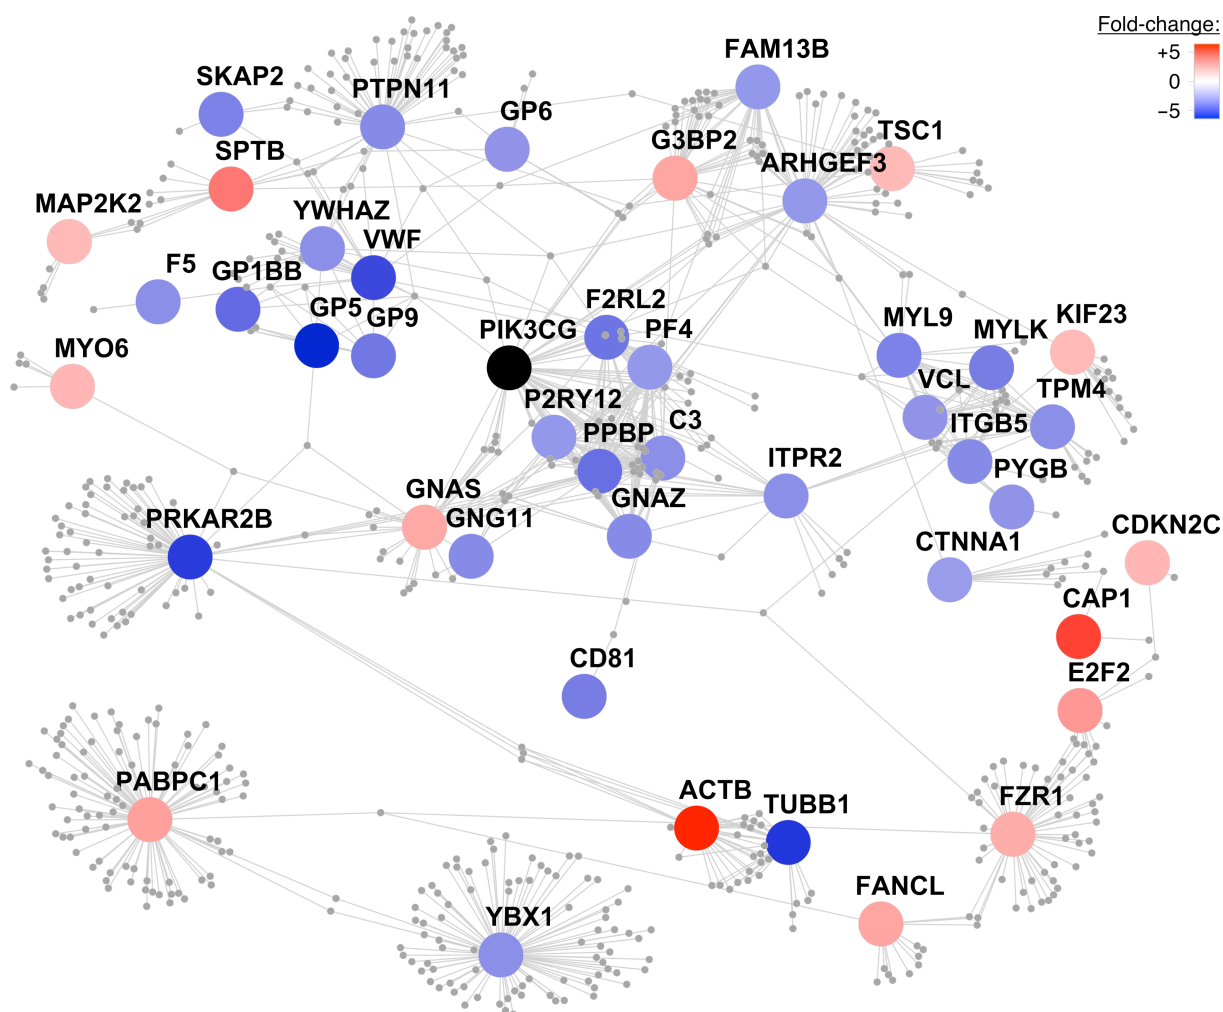 Fold-change:
+5
0
−5
FAM13B
SKAP2
PTPN11
GP6
TSC1
G3BP2
SPTB
ARHGEF3
MAP2K2
YWHAZ
VWF
F5
GP1BB
F2RL2
GP5
GP9
KIF23
MYL9
PIK3CG
PF4
MYLK
MYO6
VCL
TPM4
P2RY12
C3
ITGB5
PPBP
ITPR2
PYGB
GNAS
GNAZ
PRKAR2B
GNG11
CDKN2C
CTNNA1
CAP1
CD81
E2F2
PABPC1
ACTB
FZR1
TUBB1
FANCL
YBX1